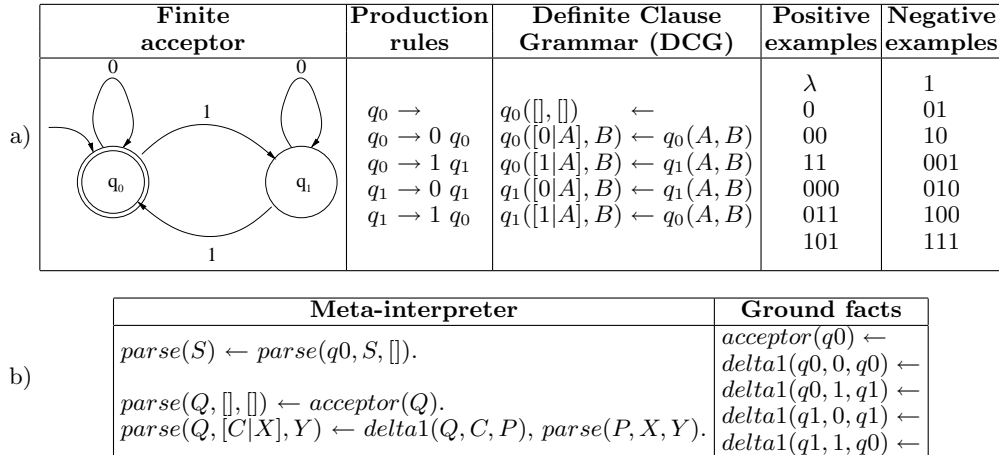 a)
Finite acceptor
Production rules
Definite Clause Grammar (DCG)
Positive examples
Negative examples
0
0
1
q₀
q₁
1
q₀ →
q₀ → 0 q₀
q₀ → 1 q₁
q₁ → 0 q₁
q₁ → 1 q₀
q₀([], []) ←
q₀([0|A], B) ← q₀(A, B)
q₀([1|A], B) ← q₁(A, B)
q₁([0|A], B) ← q₁(A, B)
q₁([1|A], B) ← q₀(A, B)
λ
0
00
11
000
011
101
1
01
10
001
010
100
111
b)
Meta-interpreter
Ground facts
parse(S) ← parse(q0, S, []).
parse(Q, [], []) ← acceptor(Q).
parse(Q, [C|X], Y) ← delta1(Q, C, P), parse(P, X, Y).
acceptor(q0) ←
delta1(q0, 0, q0) ←
delta1(q0, 1, q1) ←
delta1(q1, 0, q1) ←
delta1(q1, 1, q0) ←